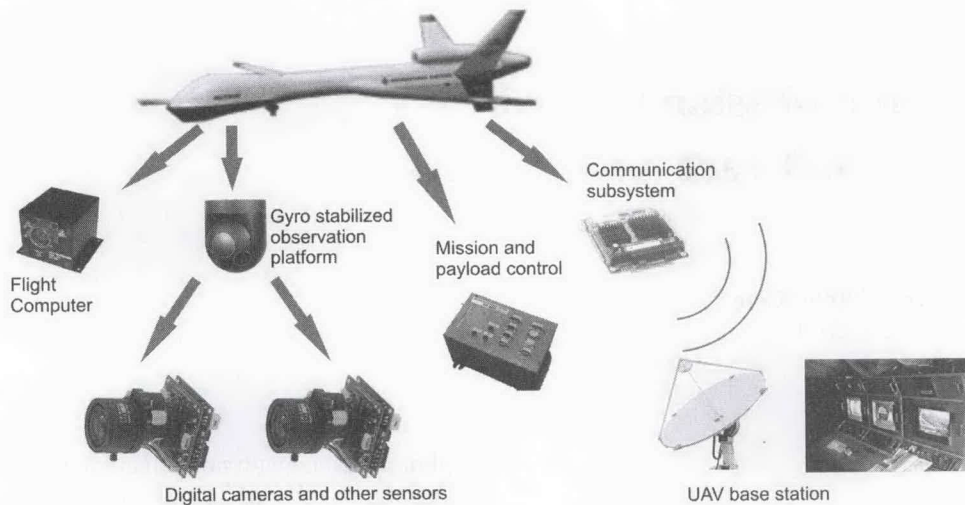 Communication
subsystem
Gyro stabilized
observation
platform
Mission and
payload control
Flight
Computer
Digital cameras and other sensors
UAV base station